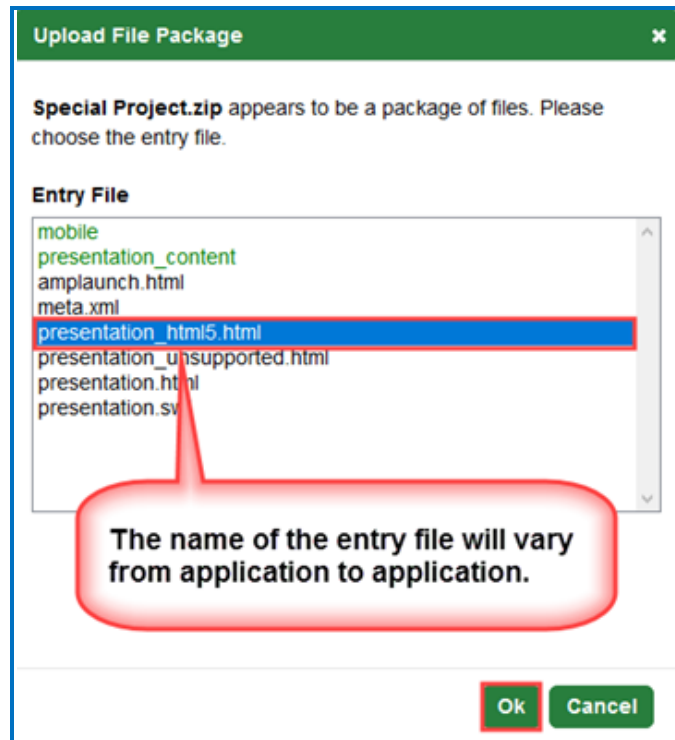 Upload File Package
Special Project.zip appears to be a package of files. Please
choose the entry file.
Entry File
mobile
presentation_content
amplaunch.html
meta.xml
presentation_html5.html
presentation_unsupported.html
presentation.html
presentation.sw
The name of the entry file will vary
from application to application.
Ok Cancel